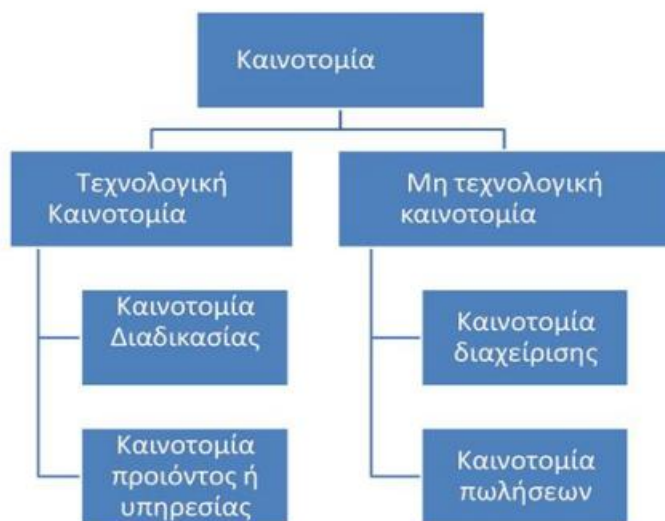 Καινοτομία
Τεχνολογική
Καινοτομία
Μη τεχνολογική
καινοτομία
Καινοτομία
Διαδικασίας
Καινοτομία
διαχείρισης
Καινοτομία
προιόντος ή
υπηρεσίας
Καινοτομία
πωλήσεων